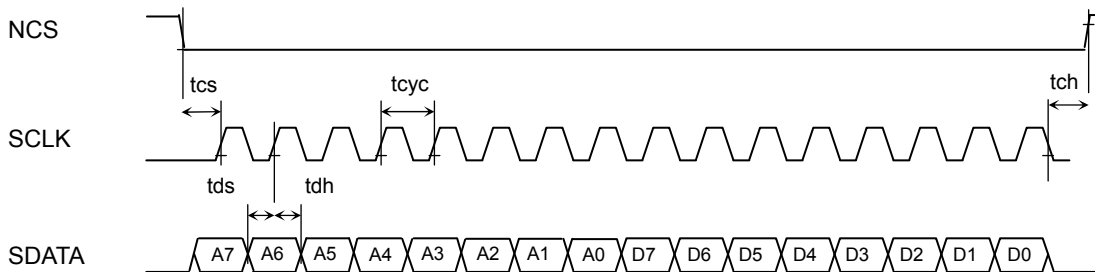 NCS
tcs tcyc tch
SCLK
tds tdh
SDATA A7 A6 A5 A4 A3 A2 A1 A0 D7 D6 D5 D4 D3 D2 D1 D0